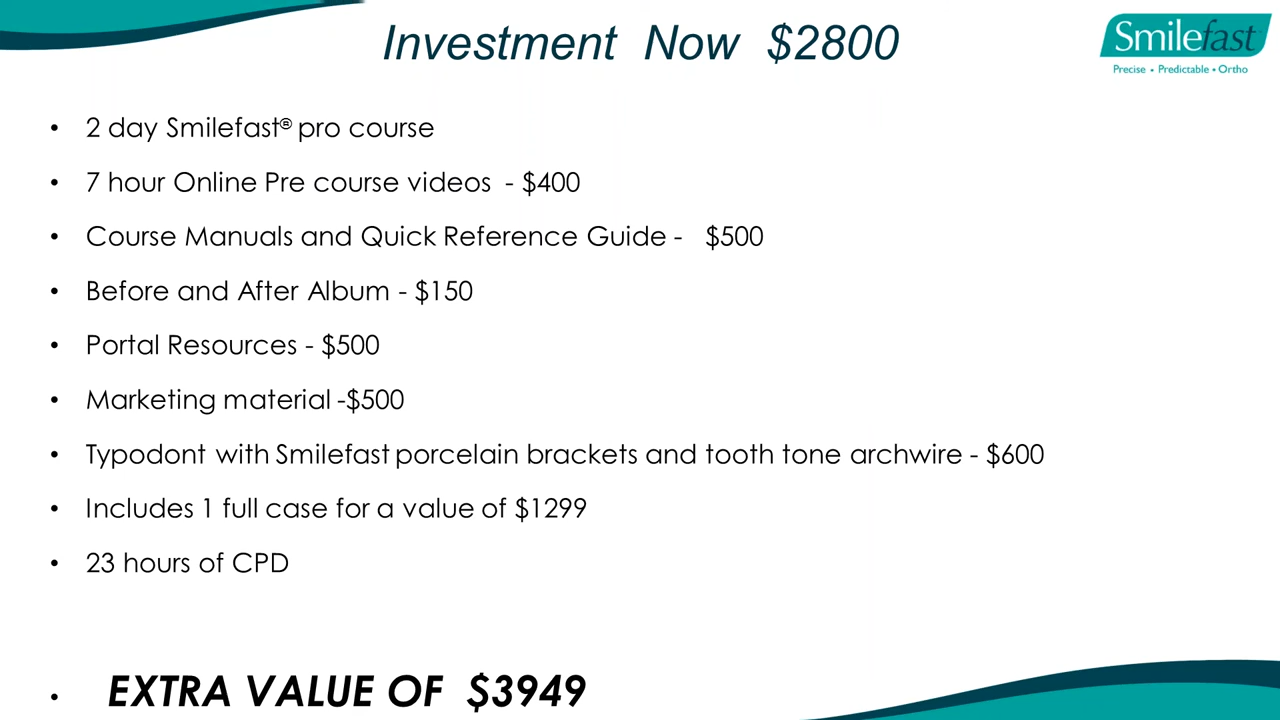 Investment Now $2800
Smilefast
Precise • Predictable • Ortho
• 2 day Smilefast® pro course
• 7 hour Online Pre course videos - $400
• Course Manuals and Quick Reference Guide - $500
• Before and After Album - $150
• Portal Resources - $500
• Marketing material -$500
• Typodont with Smilefast porcelain brackets and tooth tone archwire - $600
• Includes 1 full case for a value of $1299
• 23 hours of CPD
• EXTRA VALUE OF $3949